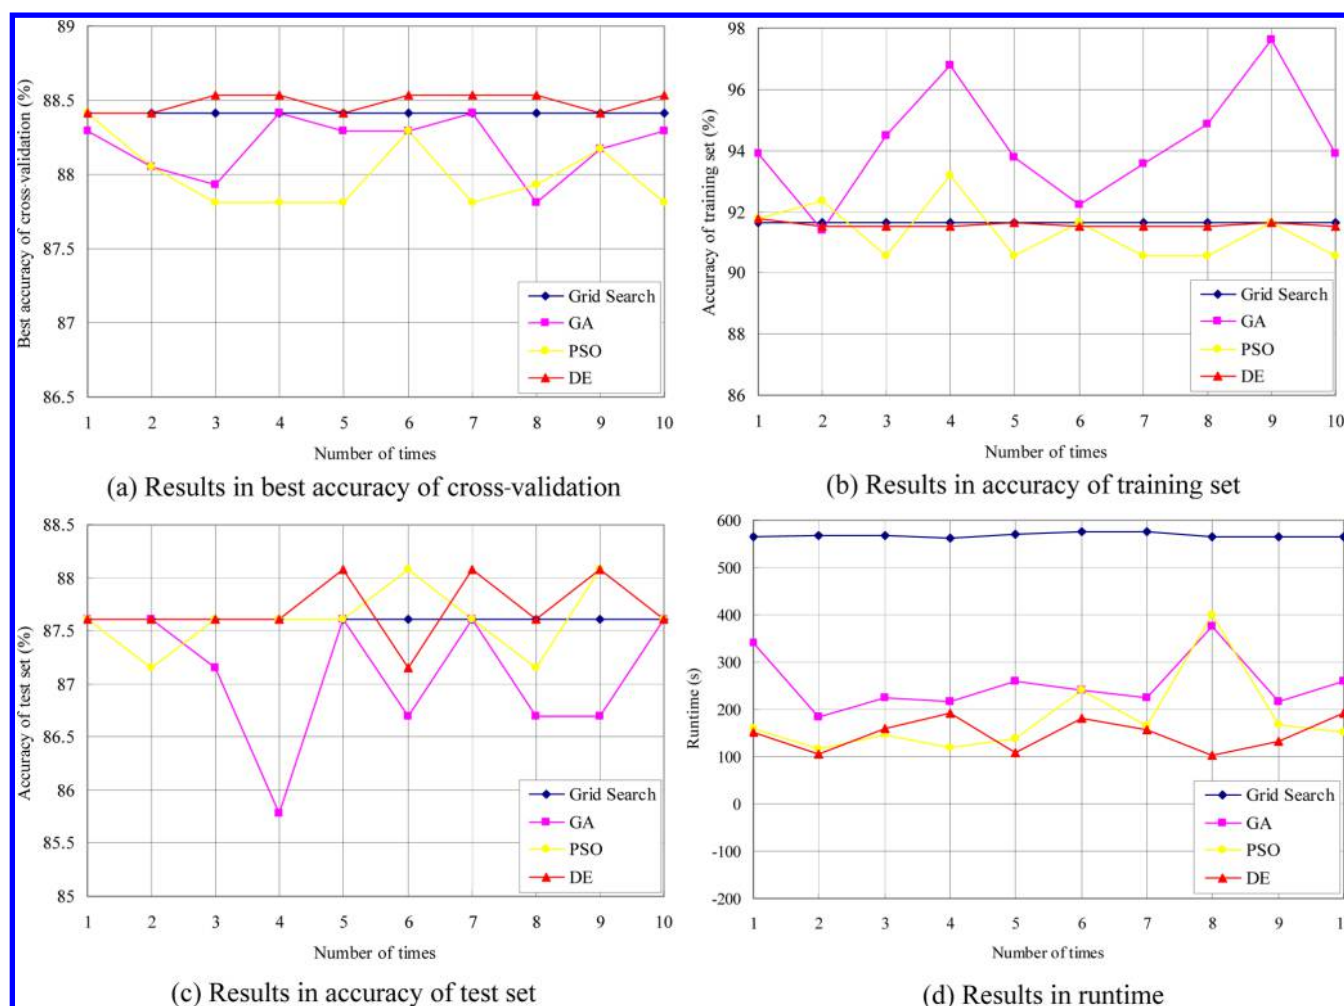 89
88.5
88
87.5
87
86.5
Best accuracy of cross-validation (%)
Grid Search
GA
PSO
DE
1 2 3 4 5 6 7 8 9 10
Number of times
(a) Results in best accuracy of cross-validation
98
96
94
92
90
88
86
Accuracy of training set (%)
Grid Search
GA
PSO
DE
1 2 3 4 5 6 7 8 9 10
Number of times
(b) Results in accuracy of training set
88.5
88
87.5
87
86.5
86
85.5
85
Accuracy of test set (%)
Grid Search
GA
PSO
DE
1 2 3 4 5 6 7 8 9 10
Number of times
(c) Results in accuracy of test set
600
500
400
300
200
100
0
-100
-200
Runtime (s)
Grid Search
GA
PSO
DE
1 2 3 4 5 6 7 8 9 1
Number of times
(d) Results in runtime